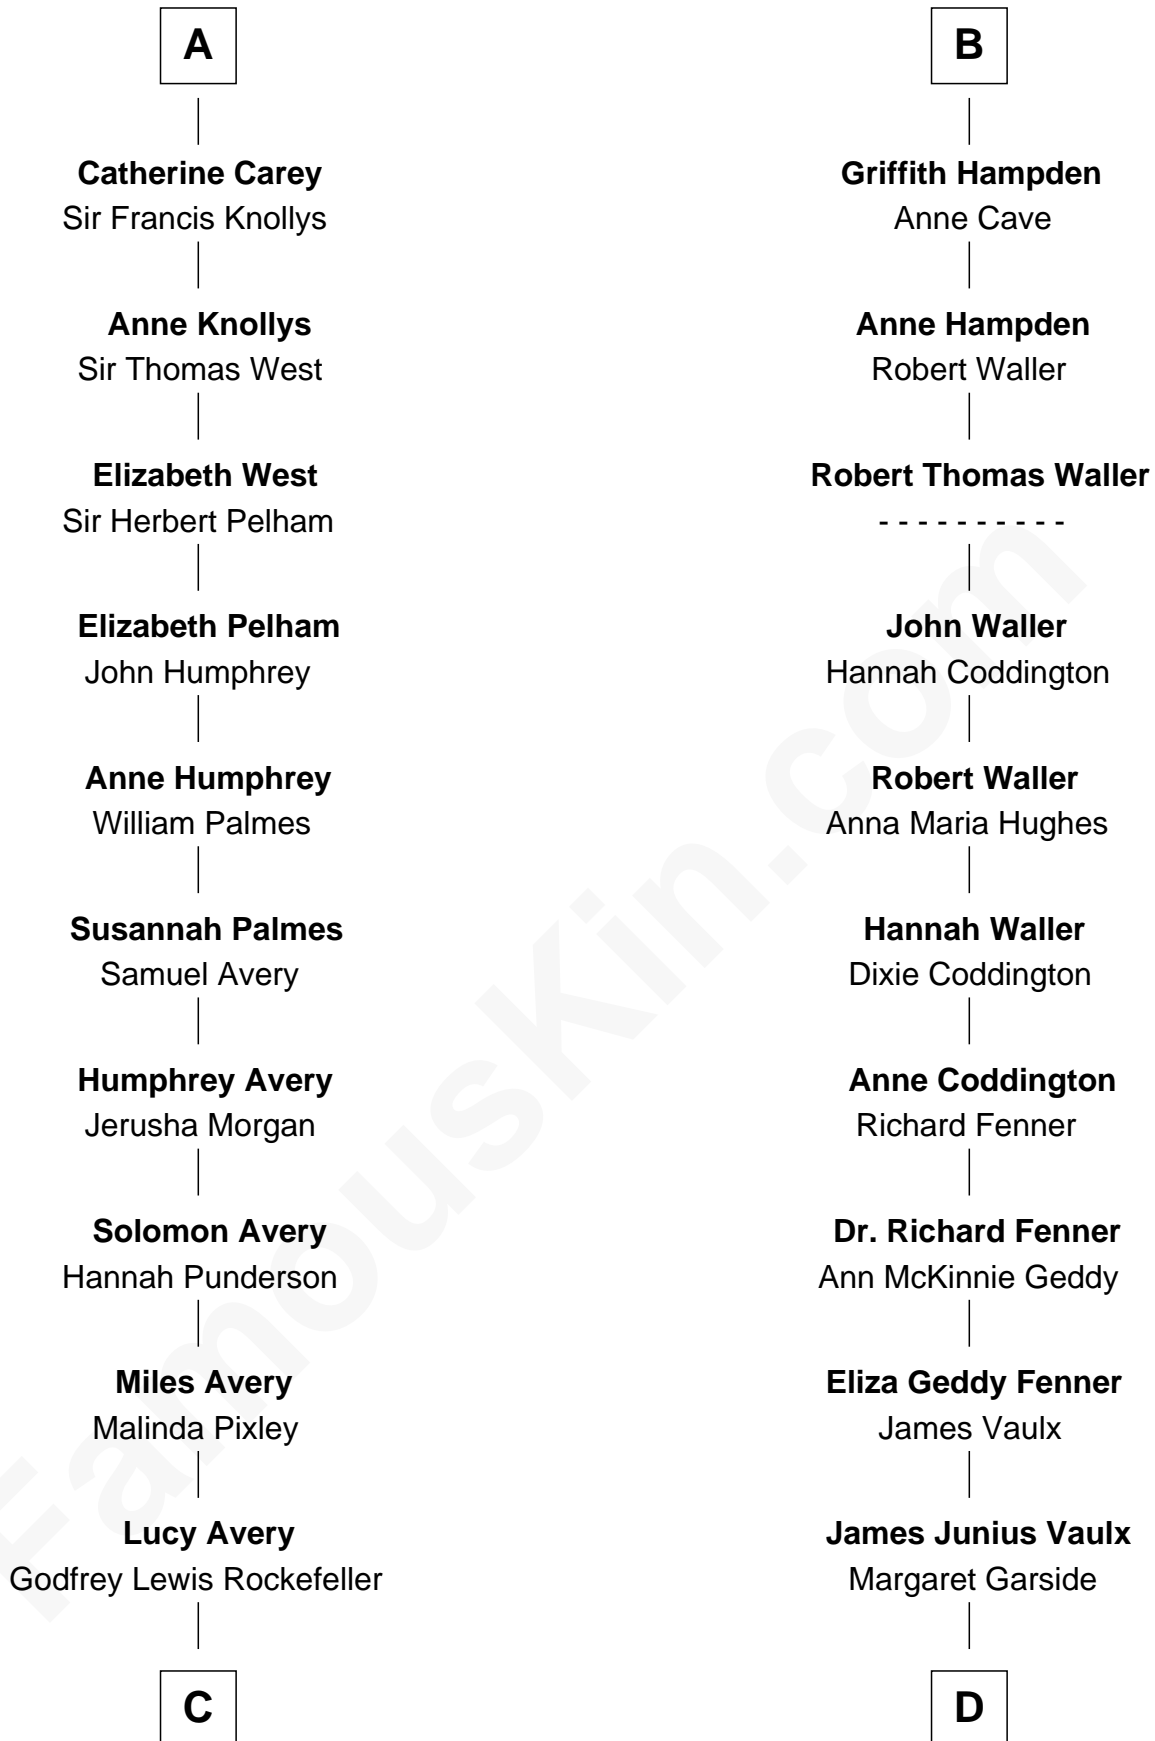 A
Catherine Carey
Sir Francis Knollys
Anne Knollys
Sir Thomas West
Elizabeth West
Sir Herbert Pelham
Elizabeth Pelham
John Humphrey
Anne Humphrey
William Palmes
Susannah Palmes
Samuel Avery
Humphrey Avery
Jerusha Morgan
Solomon Avery
Hannah Punderson
Miles Avery
Malinda Pixley
Lucy Avery
Godfrey Lewis Rockefeller
C
B
Griffith Hampden
Anne Cave
Anne Hampden
Robert Waller
Robert Thomas Waller
- - - - - - - - - -
John Waller
Hannah Coddington
Robert Waller
Anna Maria Hughes
Hannah Waller
Dixie Coddington
Anne Coddington
Richard Fenner
Dr. Richard Fenner
Ann McKinnie Geddy
Eliza Geddy Fenner
James Vaulx
James Junius Vaulx
Margaret Garside
D
FamousKin.com